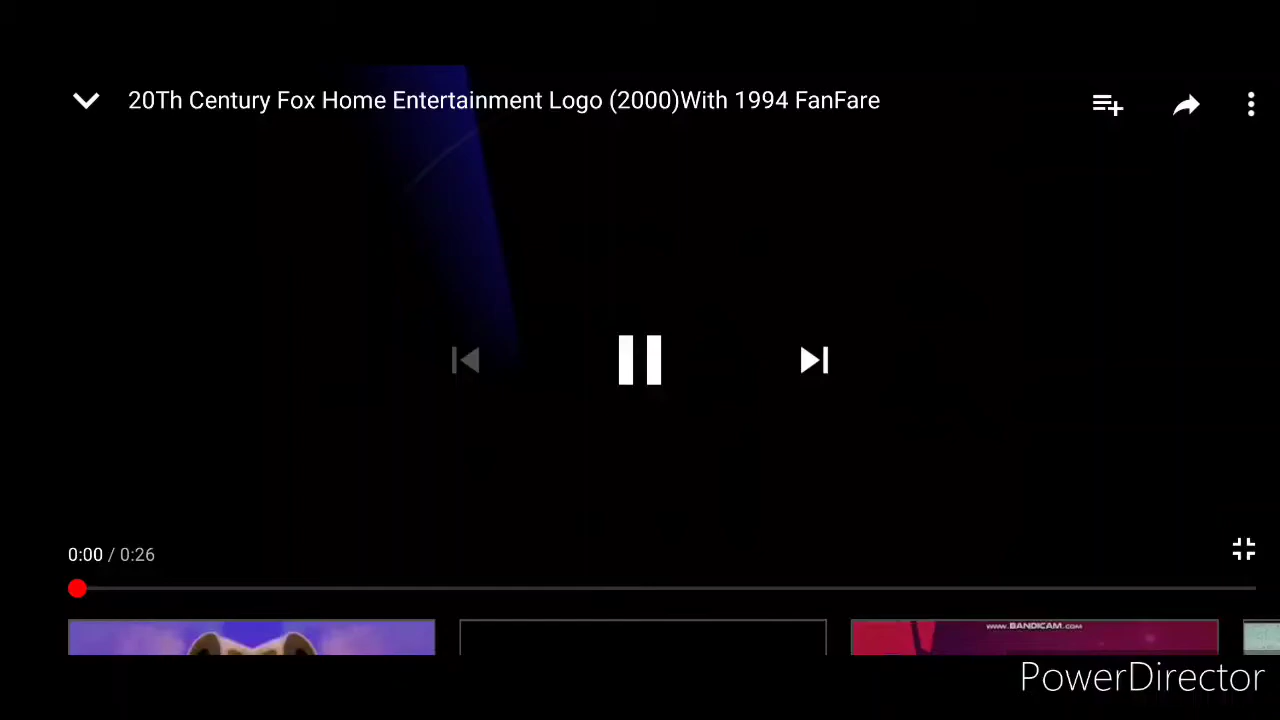 20Th Century Fox Home Entertainment Logo (2000)With 1994 FanFare
0:00 / 0:26
www.BANDICAM.com
PowerDirector